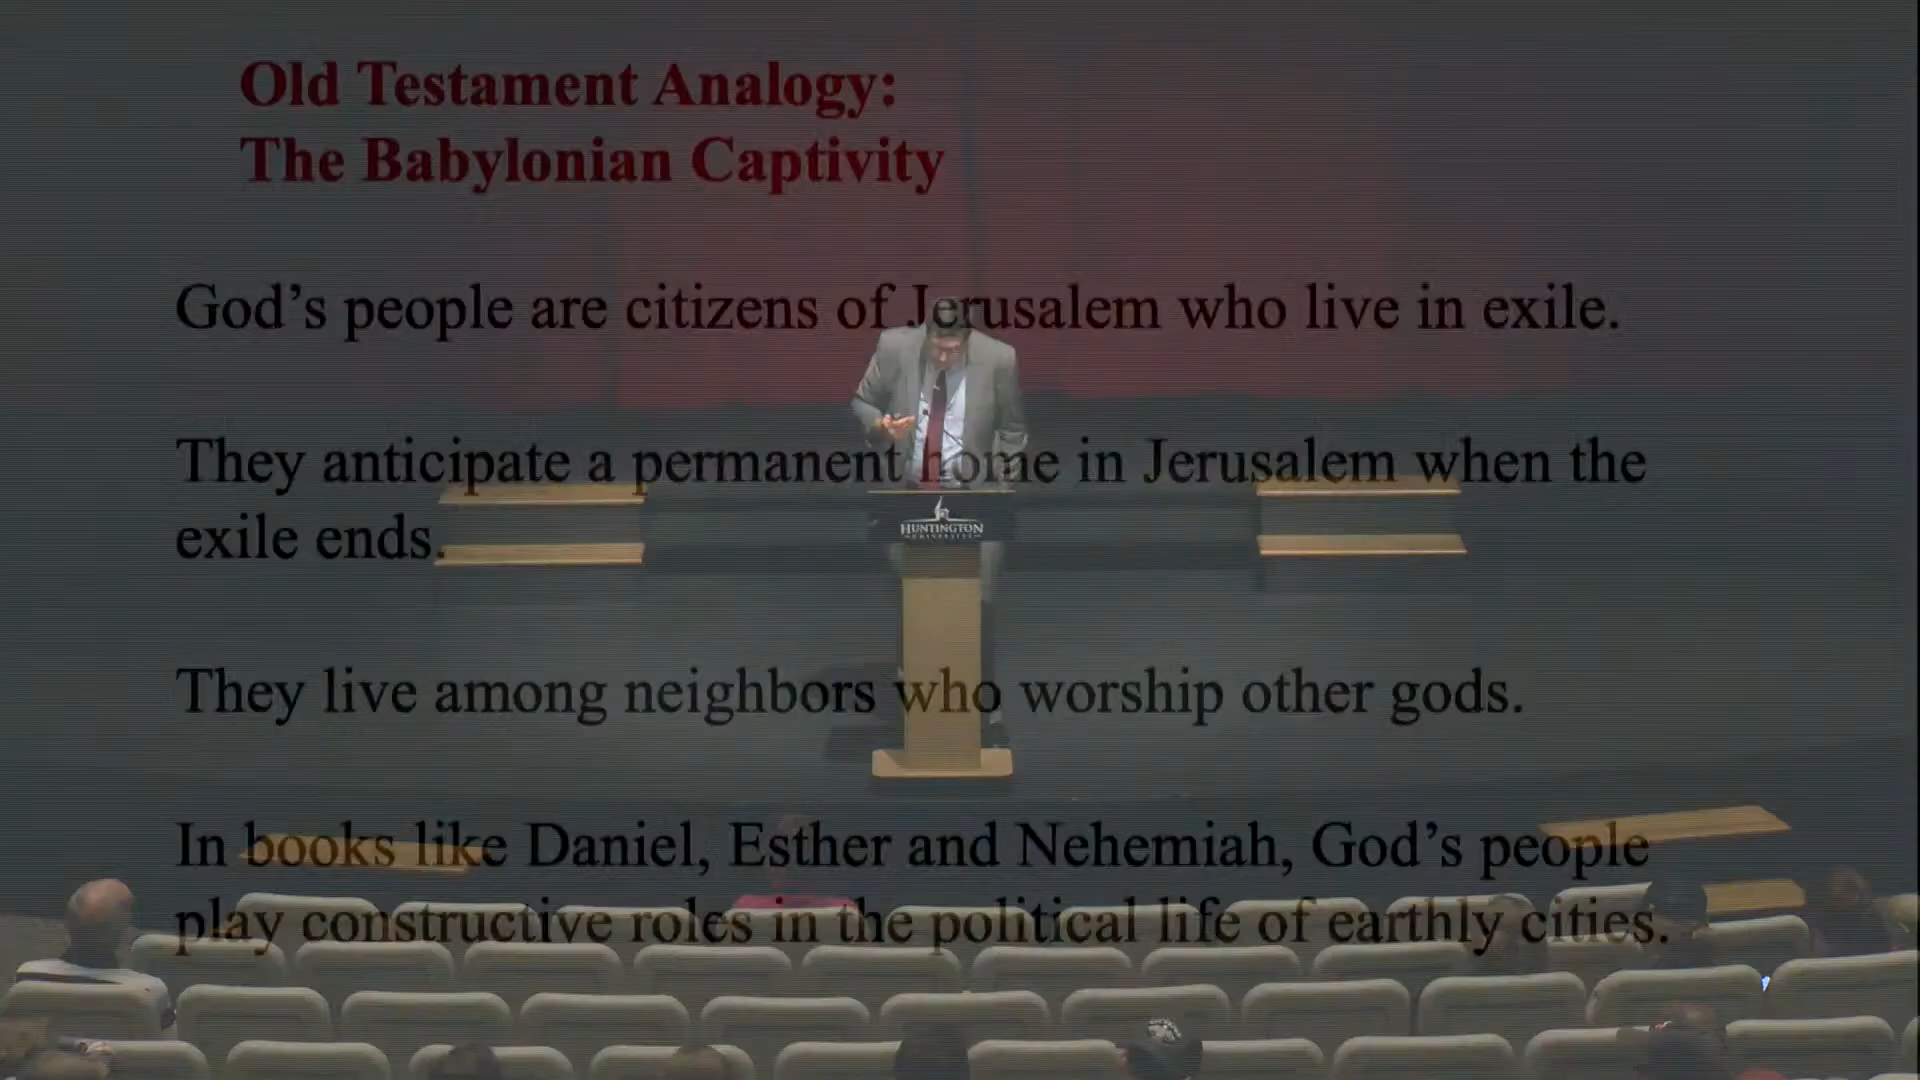 Old Testament Analogy:
The Babylonian Captivity
God’s people are citizens of Jerusalem who live in exile.
They anticipate a permanent home in Jerusalem when the
exile ends.
HUNTINGTON
UNIVERSITY
They live among neighbors who worship other gods.
In books like Daniel, Esther and Nehemiah, God’s people
play constructive roles in the political life of earthly cities.